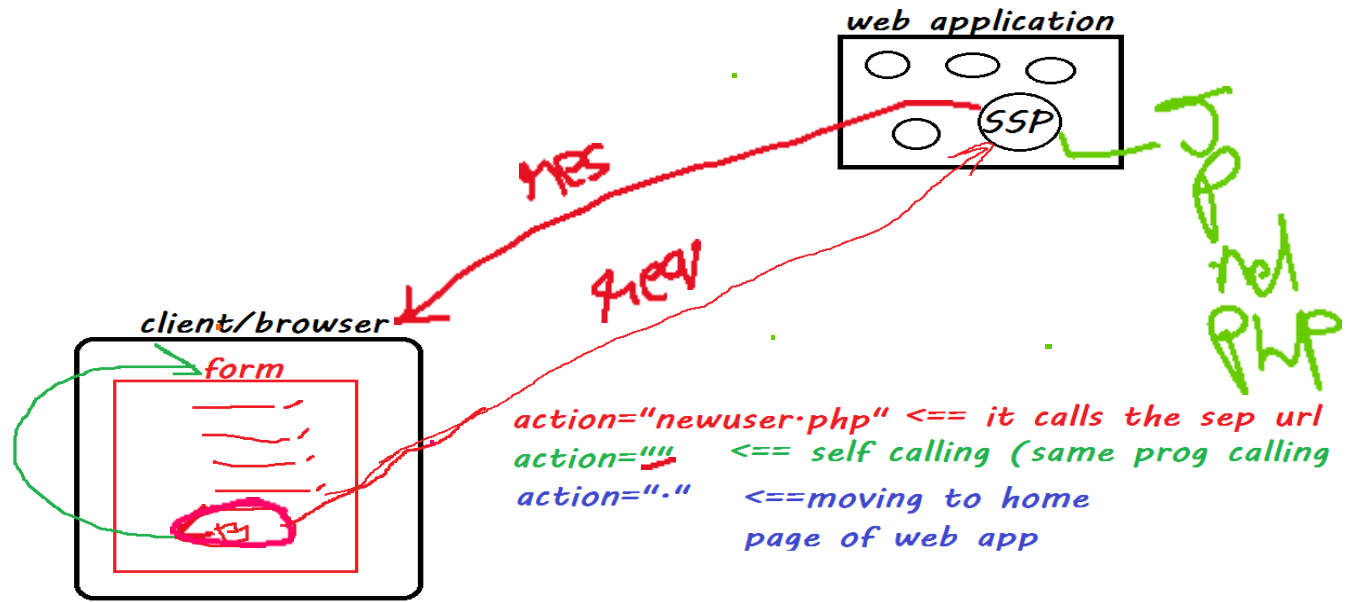 web application
SSP
J
P
net
PHP
res
req
client/browser
form
action="newuser.php" <== it calls the sep url
action="" <== self calling (same prog calling
action="." <==moving to home
page of web app